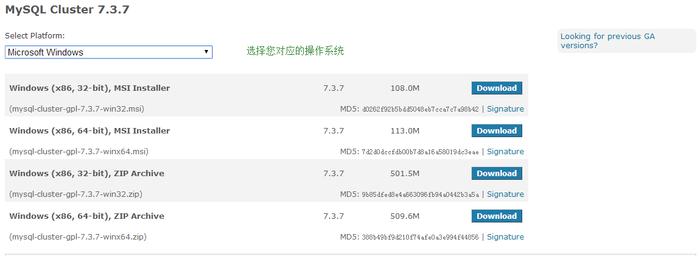 MySQL Cluster 7.3.7
Select Platform:
Looking for previous GA versions?
Microsoft Windows
选择您对应的操作系统
Windows (x86, 32-bit), MSI Installer 7.3.7 108.0M Download
(mysql-cluster-gpl-7.3.7-win32.msi) MD5: | Signature
Windows (x86, 64-bit), MSI Installer 7.3.7 113.0M Download
(mysql-cluster-gpl-7.3.7-winx64.msi) MD5: | Signature
Windows (x86, 32-bit), ZIP Archive 7.3.7 501.5M Download
(mysql-cluster-gpl-7.3.7-win32.zip) MD5: | Signature
Windows (x86, 64-bit), ZIP Archive 7.3.7 509.6M Download
(mysql-cluster-gpl-7.3.7-winx64.zip) MD5: | Signature